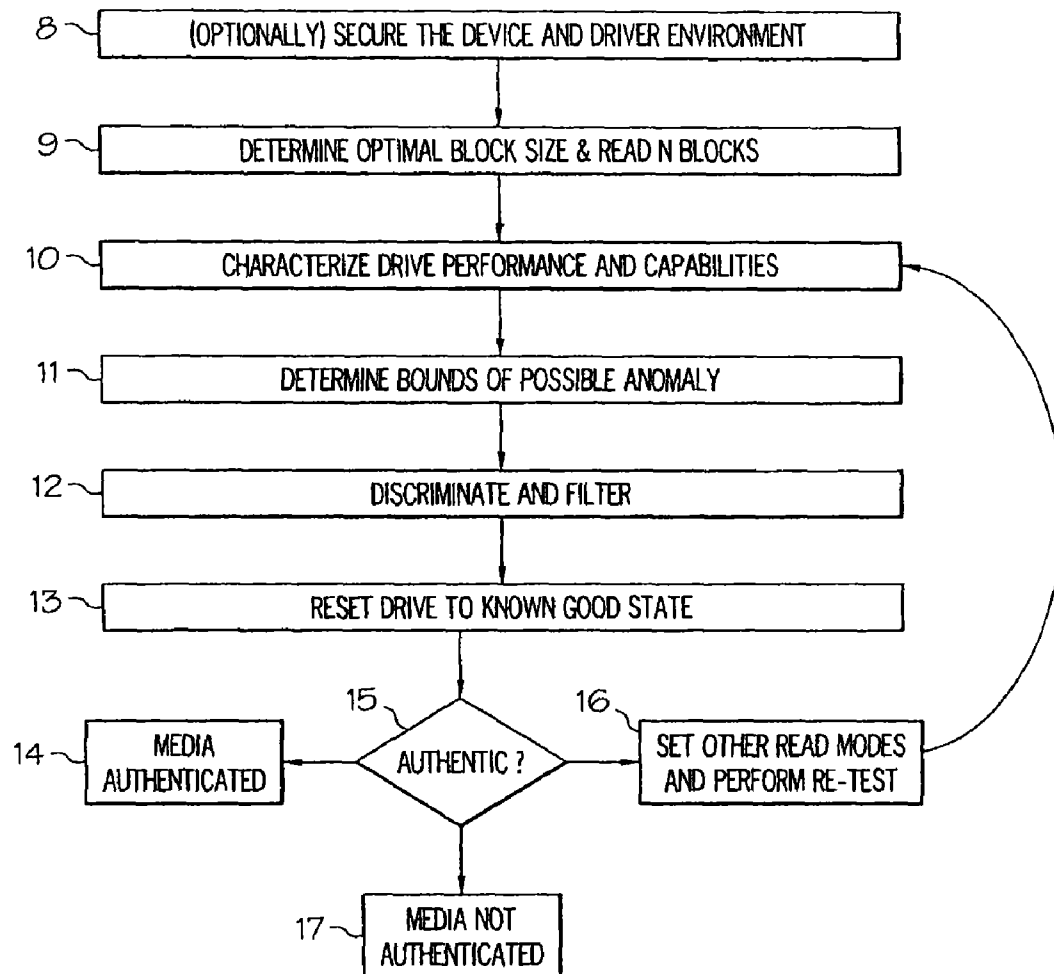 8 (OPTIONALLY) SECURE THE DEVICE AND DRIVER ENVIRONMENT
9 DETERMINE OPTIMAL BLOCK SIZE & READ N BLOCKS
10 CHARACTERIZE DRIVE PERFORMANCE AND CAPABILITIES
11 DETERMINE BOUNDS OF POSSIBLE ANOMALY
12 DISCRIMINATE AND FILTER
13 RESET DRIVE TO KNOWN GOOD STATE
14 MEDIA
AUTHENTICATED
15
AUTHENTIC ?
16
SET OTHER READ MODES
AND PERFORM RE-TEST
17 MEDIA NOT
AUTHENTICATED